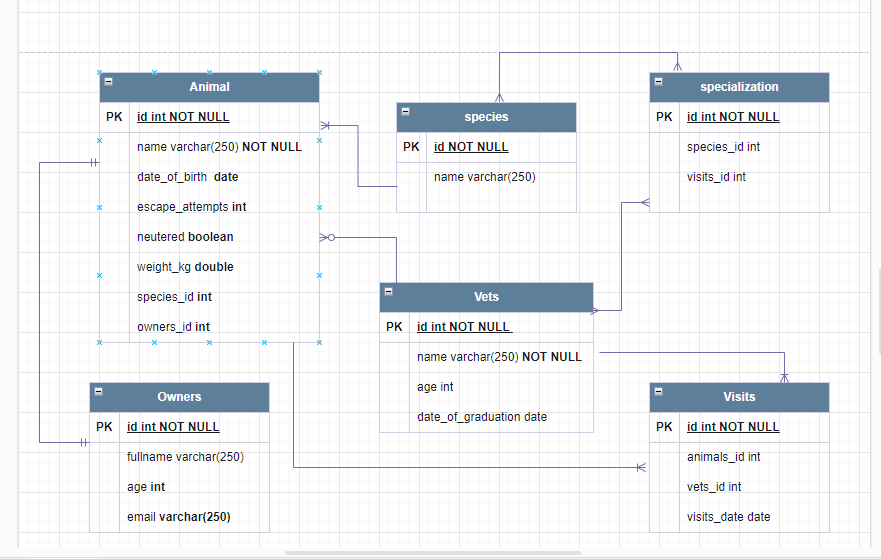 Animal
PK id int NOT NULL
name varchar(250) NOT NULL
date_of_birth date
escape_attempts int
neutered boolean
weight_kg double
species_id int
owners_id int
species
PK id NOT NULL
name varchar(250)
specialization
PK id int NOT NULL
species_id int
visits_id int
Vets
PK id int NOT NULL
name varchar(250) NOT NULL
age int
date_of_graduation date
Owners
PK id int NOT NULL
fullname varchar(250)
age int
email varchar(250)
Visits
PK id int NOT NULL
animals_id int
vets_id int
visits_date date